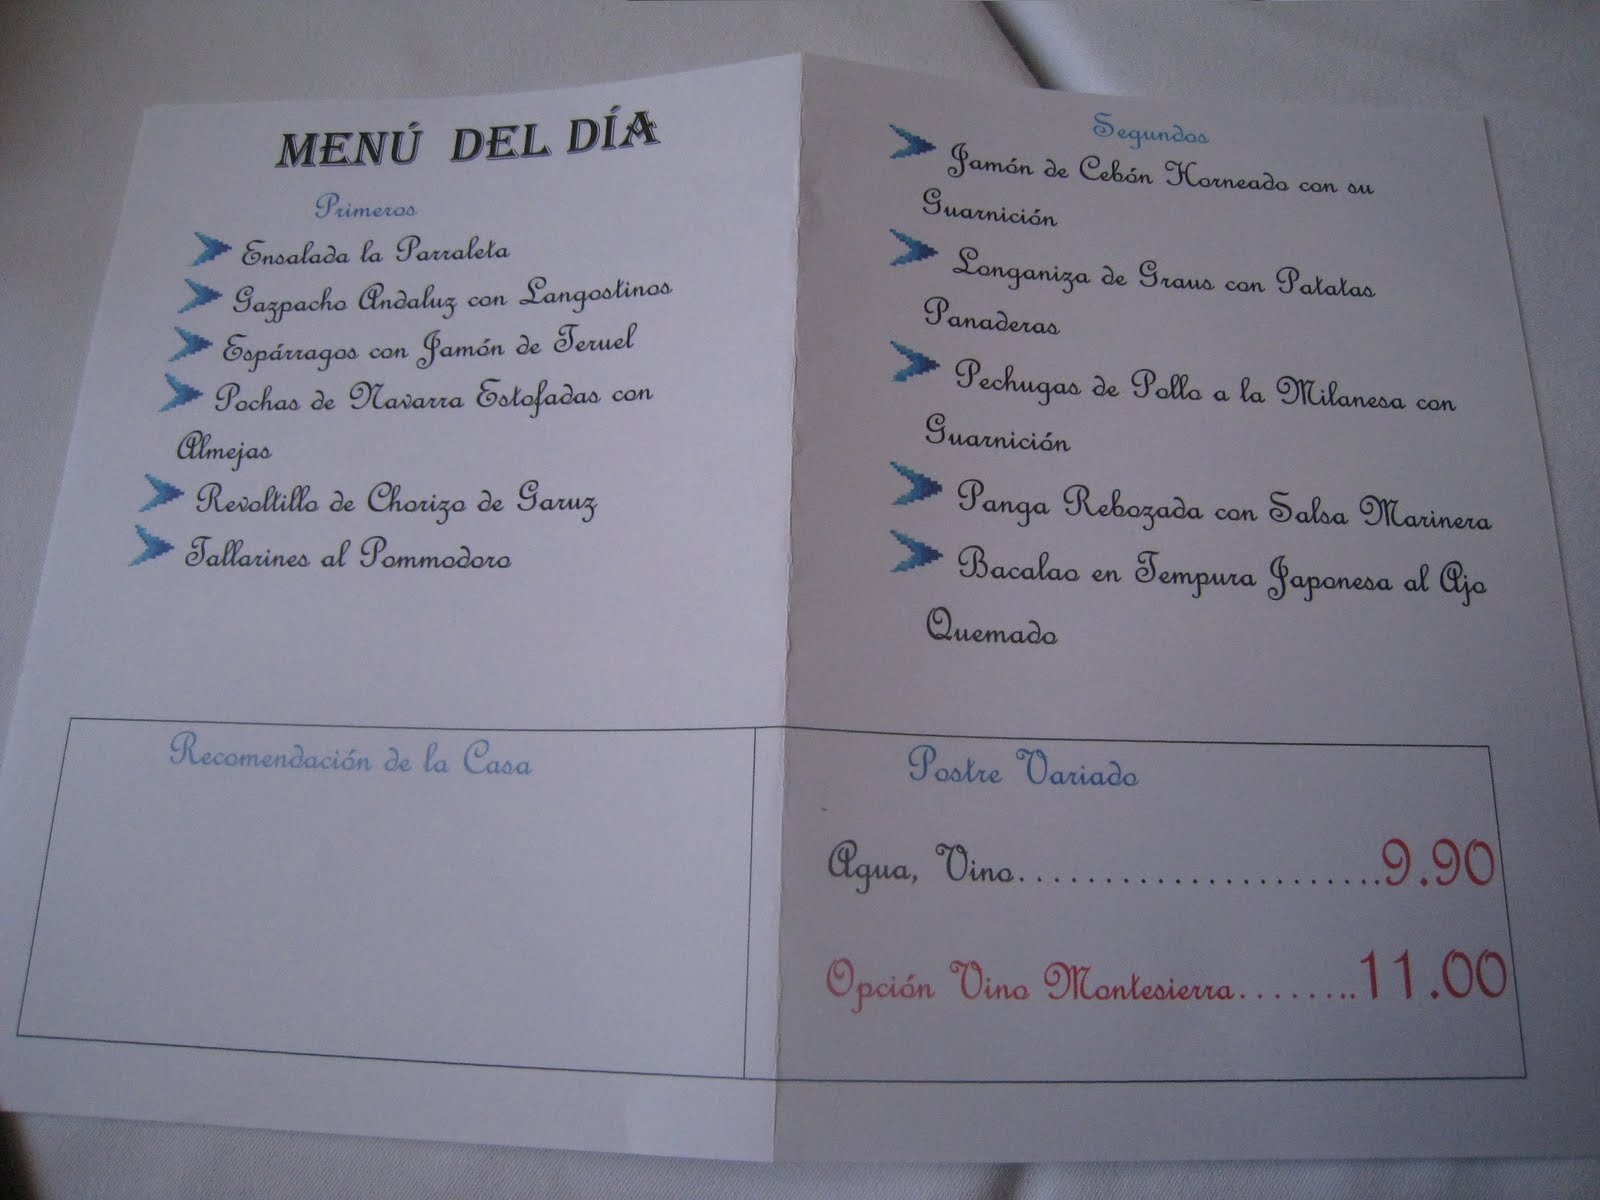 MENÚ DEL DÍA
Primeros
Ensalada la Parraleta
Gazpacho Andaluz con Langostinos
Espárragos con Jamón de Teruel
Pochas de Navarra Estofadas con
Almejas
Revoltillo de Chorizo de Garuz
Tallarines al Pommodoro
Recomendación de la Casa
Segundos
Jamón de Cebón Horneado con su
Guarnición
Longaniza de Graus con Patatas
Panaderas
Pechugas de Pollo a la Milanesa con
Guarnición
Panga Rebozada con Salsa Marinera
Bacalao en Tempura Japonesa al Ajo
Quemado
Postre Variado
Agua, Vino.......................9.90
Opción Vino Montesierra........11.00